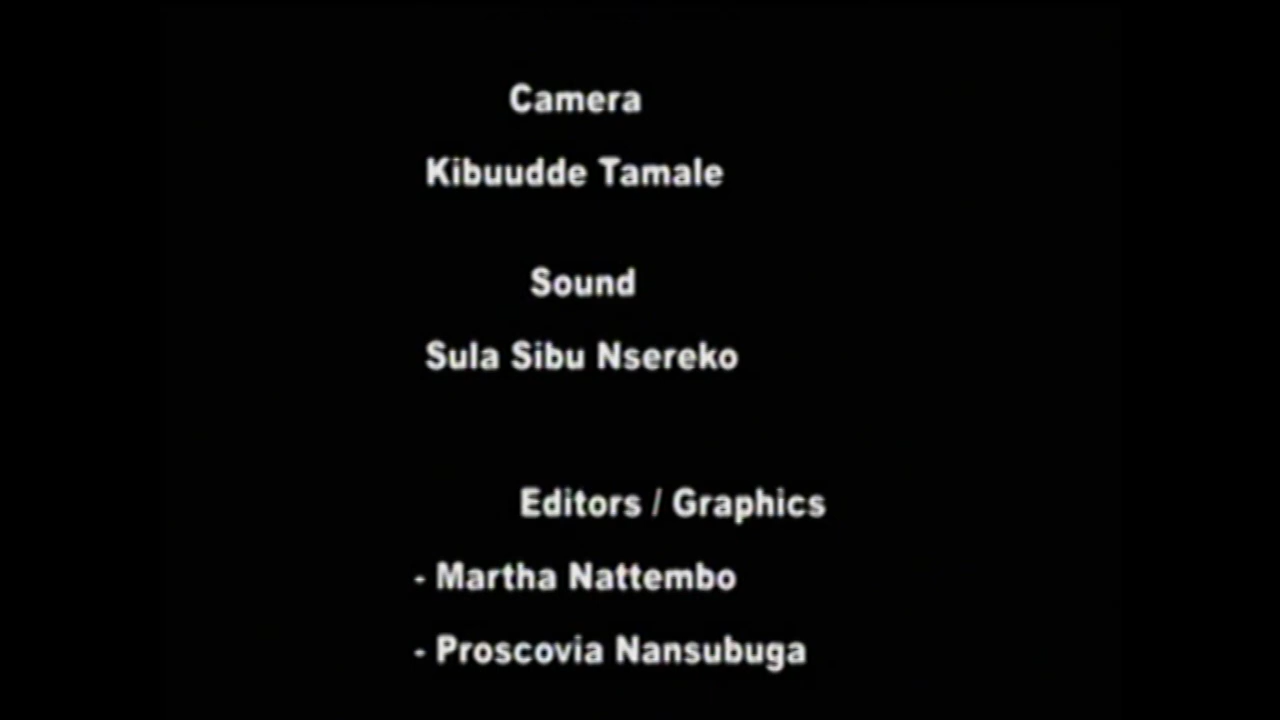 Camera
Kibuudde Tamale
Sound
Sula Sibu Nsereko
Editors / Graphics
- Martha Nattembo
- Proscovia Nansubuga